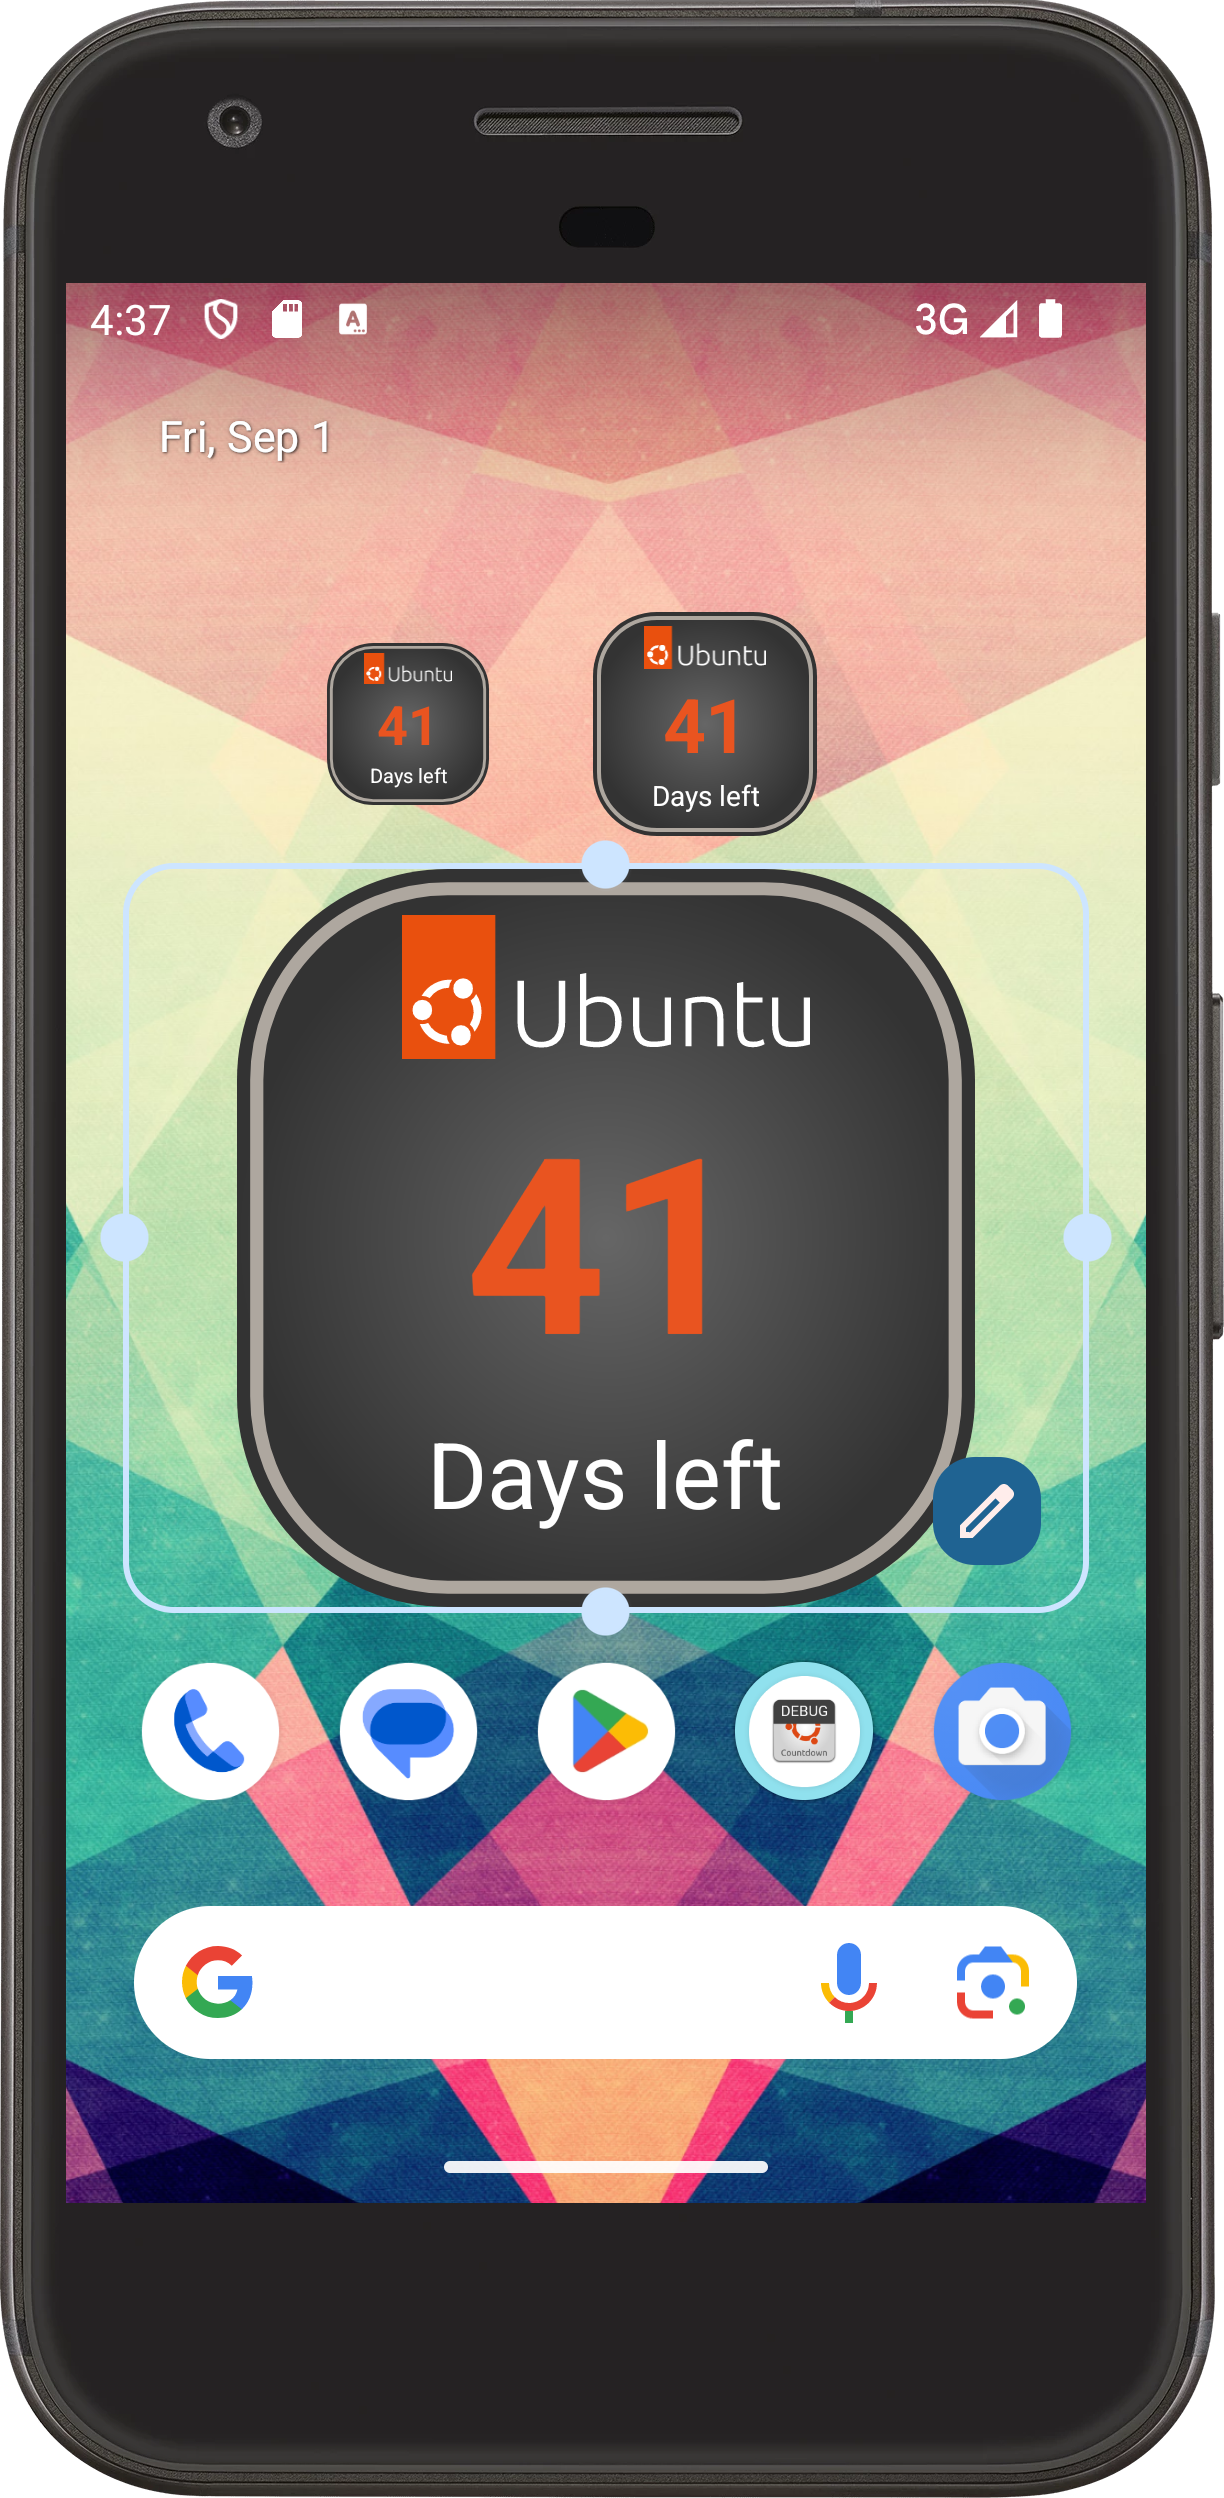 4:37
A
3G
Fri, Sep 1
Ubuntu
41
Days left
Ubuntu
41
Days left
Ubuntu
41
Days left
DEBUG
Countdown
G